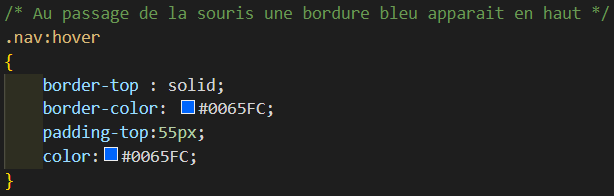 /* Au passage de la souris une bordure bleu apparait en haut */
.nav:hover
{
border-top : solid;
border-color: #0065FC;
padding-top:55px;
color:#0065FC;
}